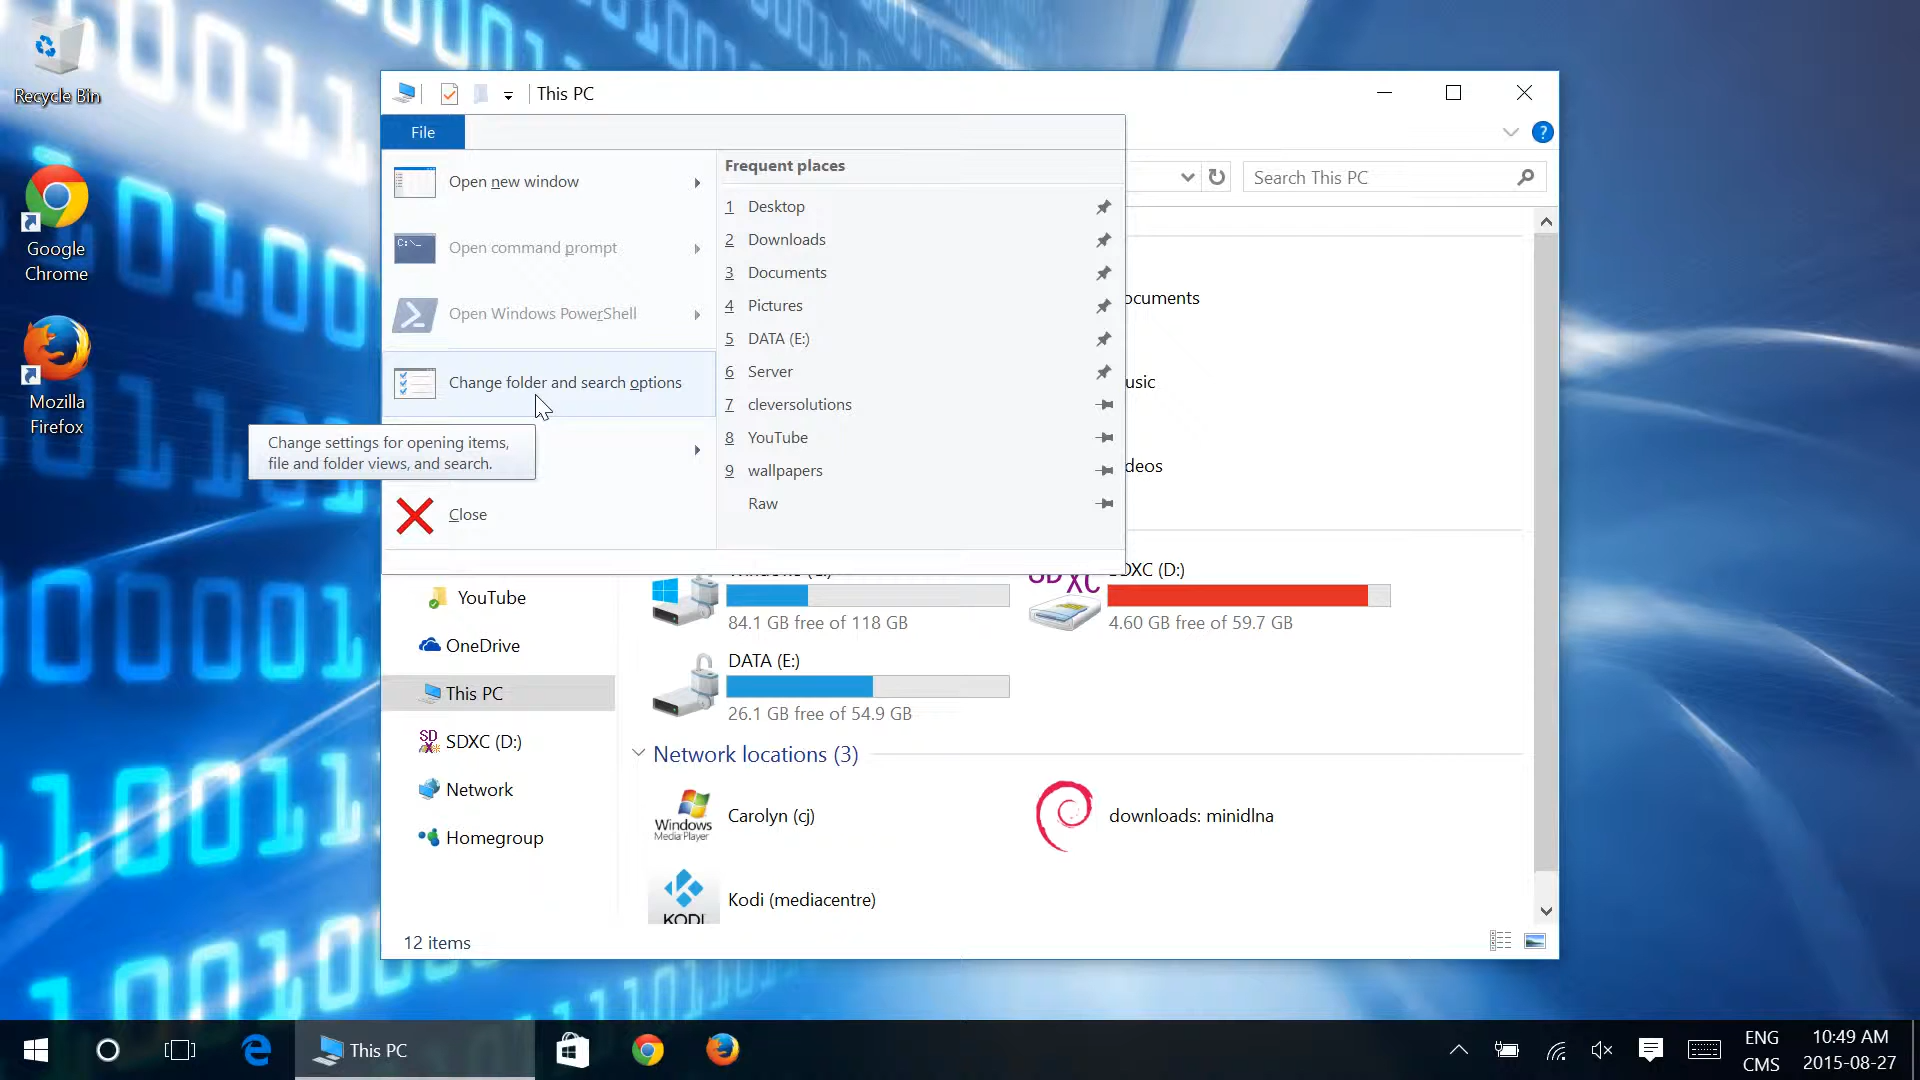 Recycle Bin
Google
Chrome
Mozilla
Firefox
This PC
File
Open new window
Open command prompt
Open Windows PowerShell
Change folder and search options
Change settings for opening items,
file and folder views, and search.
Close
Frequent places
1 Desktop
2 Downloads
3 Documents
4 Pictures
5 DATA (E:)
6 Server
7 cleversolutions
8 YouTube
9 wallpapers
Raw
Search This PC
ocuments
usic
deos
YouTube
OneDrive
This PC
SDXC (D:)
Network
Homegroup
84.1 GB free of 118 GB
DXC (D:)
4.60 GB free of 59.7 GB
DATA (E:)
26.1 GB free of 54.9 GB
Network locations (3)
Windows
Media Player
Carolyn (cj)
downloads: minidlna
KODI
Kodi (mediacentre)
12 items
This PC
ENG
CMS
10:49 AM
2015-08-27